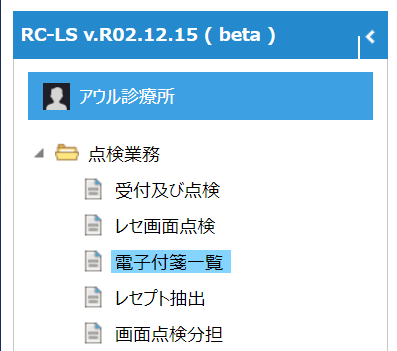 RC-LS v.R02.12.15 ( beta )
アウル診療所
点検業務
受付及び点検
レセ画面点検
電子付箋一覧
レセプト抽出
画面点検分担